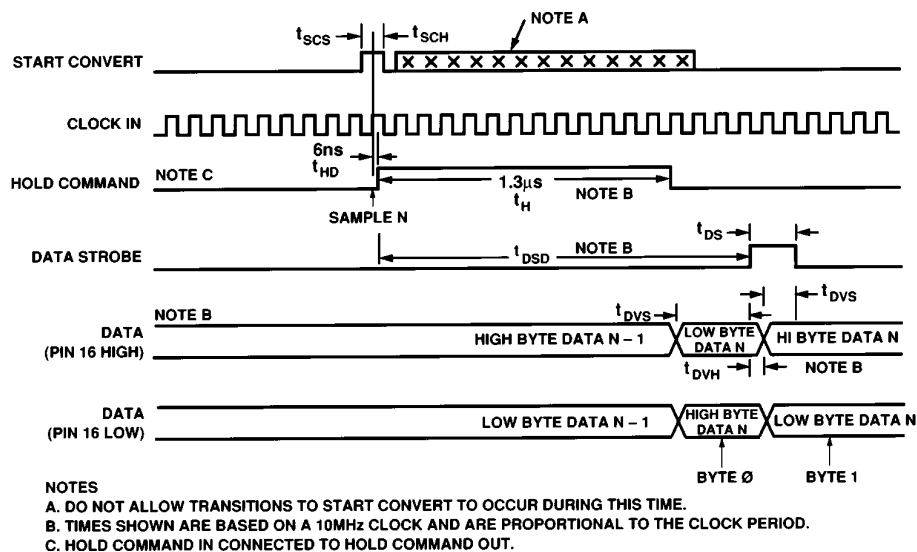 NOTE A
tSCS tSCH
START CONVERT
X X X X X X X X X X X X X
CLOCK IN
6ns
tHD
HOLD COMMAND
NOTE C
1.3μs
tH
NOTE B
SAMPLE N
tDS
DATA STROBE
tDSD
NOTE B
tDVS
NOTE B
tDVS
DATA
(PIN 16 HIGH)
HIGH BYTE DATA N – 1
LOW BYTE
DATA N
HI BYTE DATA N
tDVH
NOTE B
DATA
(PIN 16 LOW)
LOW BYTE DATA N – 1
HIGH BYTE
DATA N
LOW BYTE DATA N
BYTE Ø
BYTE 1
NOTES
A. DO NOT ALLOW TRANSITIONS TO START CONVERT TO OCCUR DURING THIS TIME.
B. TIMES SHOWN ARE BASED ON A 10MHz CLOCK AND ARE PROPORTIONAL TO THE CLOCK PERIOD.
C. HOLD COMMAND IN CONNECTED TO HOLD COMMAND OUT.